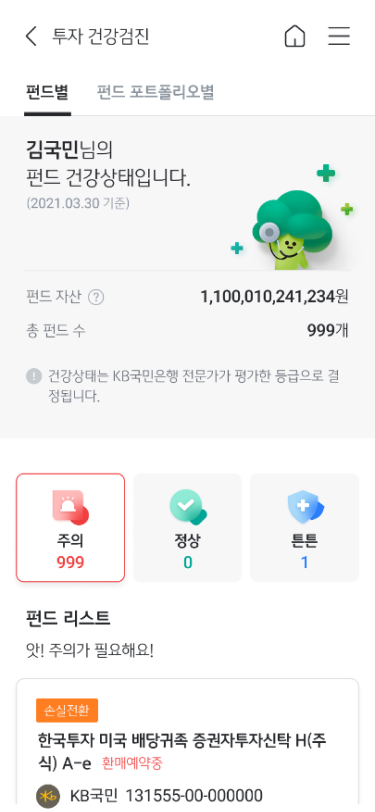 투자 건강검진
펀드별 펀드 포트폴리오별
김국민님의
펀드 건강상태입니다.
(2021.03.30 기준)
펀드 자산 ? 1,100,010,241,234원
총 펀드 수 999개
! 건강상태는 KB국민은행 전문가가 평가한 등급으로 결
정됩니다.
주의 정상 튼튼
999 0 1
펀드 리스트
앗! 주의가 필요해요!
손실전환
한국투자 미국 배당귀족 증권자투자신탁 H(주
식) A-e 환매예약중
KB국민 131555-00-000000